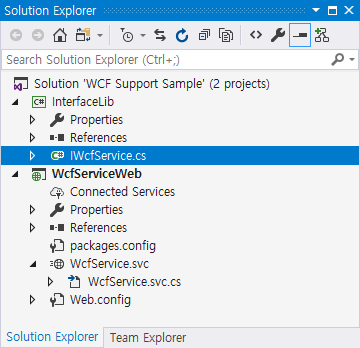 Solution Explorer
Search Solution Explorer (Ctrl+;)
Solution 'WCF Support Sample' (2 projects)
InterfaceLib
Properties
References
IWcfService.cs
WcfServiceWeb
Connected Services
Properties
References
packages.config
WcfService.svc
WcfService.svc.cs
Web.config
Solution Explorer Team Explorer